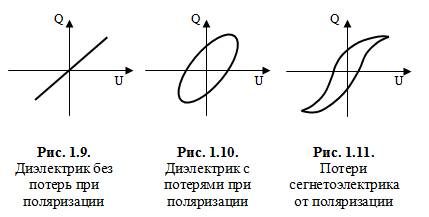 Q
U
Рис. 1.9.
Диэлектрик без
потерь при
поляризации
Q
U
Рис. 1.10.
Диэлектрик с
потерями при
поляризации
Q
U
Рис. 1.11.
Потери
сегнетоэлектрика
от поляризации